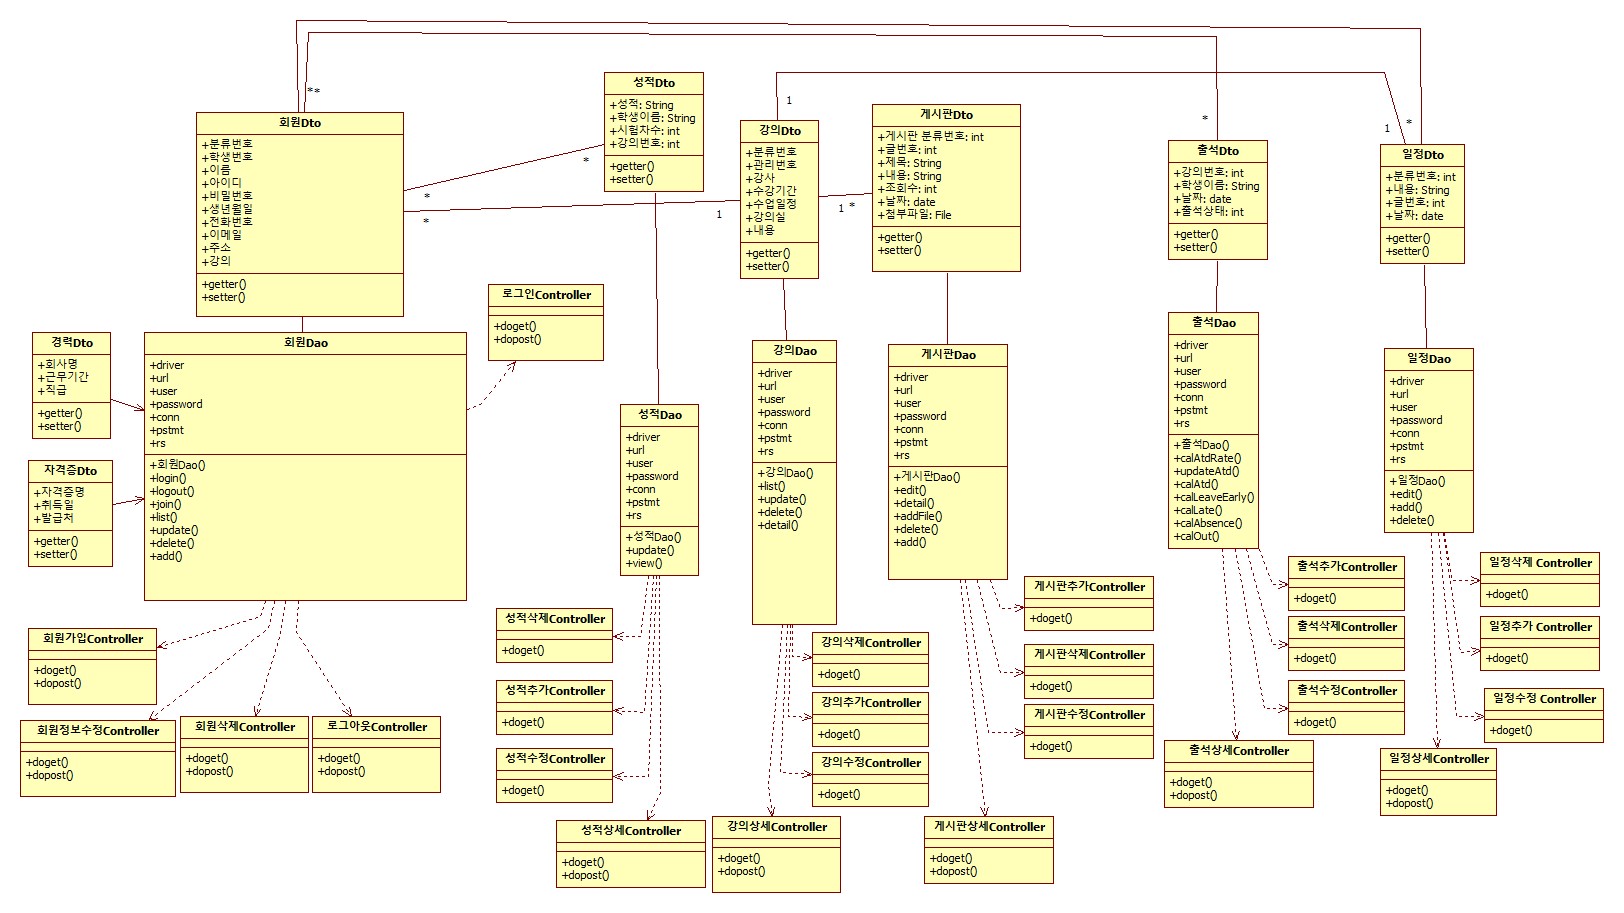 회원Dto
+분류번호
+학생번호
+이름
+아이디
+비밀번호
+생년월일
+전화번호
+이메일
+주소
+강의
+getter()
+setter()
**
*
*
성적Dto
+성적: String
+학생이름: String
+시험차수: int
+강의번호: int
+getter()
+setter()
*
1
1
강의Dto
+분류번호
+관리번호
+강사
+수강기간
+수업일정
+강의실
+내용
+getter()
+setter()
1 *
게시판Dto
+게시판 분류번호: int
+글번호: int
+제목: String
+내용: String
+조회수: int
+날짜: date
+첨부파일: File
+getter()
+setter()
*
출석Dto
+강의번호: int
+학생이름: String
+날짜: date
+출석상태: int
+getter()
+setter()
1
*
일정Dto
+분류번호: int
+내용: String
+글번호: int
+날짜: date
+getter()
+setter()
로그인Controller
+doget()
+dopost()
경력Dto
+회사명
+근무기간
+직급
+getter()
+setter()
자격증Dto
+자격증명
+취득일
+발급처
+getter()
+setter()
회원Dao
+driver
+url
+user
+password
+conn
+pstmt
+rs
+회원Dao()
+login()
+logout()
+join()
+list()
+update()
+delete()
+add()
성적Dao
+driver
+url
+user
+password
+conn
+pstmt
+rs
+성적Dao()
+update()
+view()
강의Dao
+driver
+url
+user
+password
+conn
+pstmt
+rs
+강의Dao()
+list()
+update()
+delete()
+detail()
게시판Dao
+driver
+url
+user
+password
+conn
+pstmt
+rs
+게시판Dao()
+edit()
+detail()
+addFile()
+delete()
+add()
출석Dao
+driver
+url
+user
+password
+conn
+pstmt
+rs
+출석Dao()
+calAtdRate()
+updateAtd()
+calAtd()
+calLeaveEarly()
+calLate()
+calAbsence()
+calOut()
일정Dao
+driver
+url
+user
+password
+conn
+pstmt
+rs
+일정Dao()
+edit()
+add()
+delete()
회원가입Controller
+doget()
+dopost()
회원정보수정Controller
+doget()
+dopost()
회원삭제Controller
+doget()
+dopost()
로그아웃Controller
+doget()
+dopost()
성적삭제Controller
+doget()
성적추가Controller
+doget()
성적수정Controller
+doget()
성적상세Controller
+doget()
+dopost()
강의삭제Controller
+doget()
강의추가Controller
+doget()
강의수정Controller
+doget()
강의상세Controller
+doget()
+dopost()
게시판추가Controller
+doget()
게시판삭제Controller
+doget()
게시판수정Controller
+doget()
게시판상세Controller
+doget()
+dopost()
출석추가Controller
+doget()
출석삭제Controller
+doget()
출석수정Controller
+doget()
출석상세Controller
+doget()
+dopost()
일정삭제 Controller
+doget()
일정추가 Controller
+doget()
일정수정 Controller
+doget()
일정상세Controller
+doget()
+dopost()